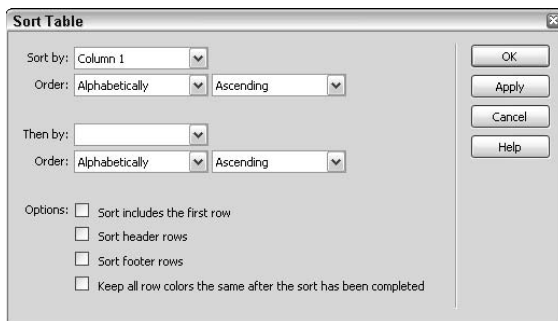 Sort Table
Sort by: Column 1
Order: Alphabetically Ascending
Then by:
Order: Alphabetically Ascending
Options: Sort includes the first row
Sort header rows
Sort footer rows
Keep all row colors the same after the sort has been completed
OK
Apply
Cancel
Help